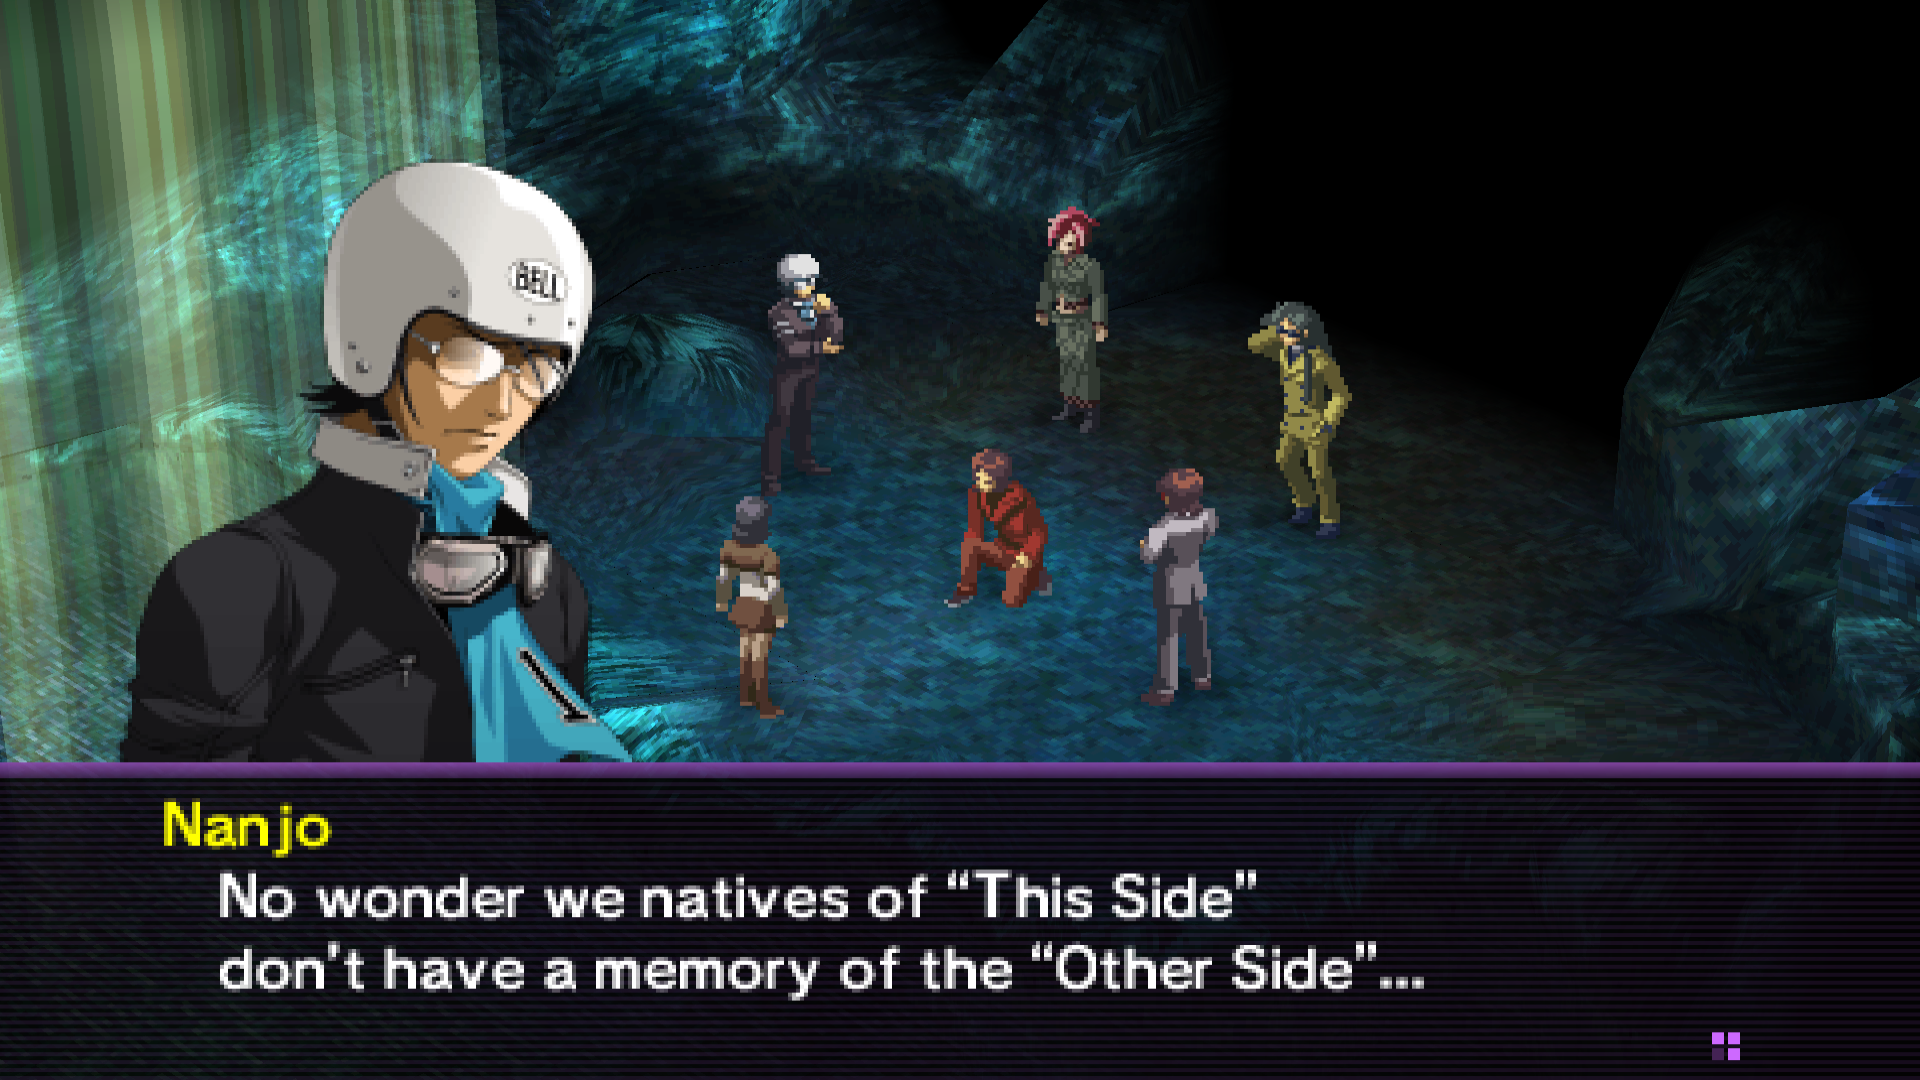 BELL
Nanjo
No wonder we natives of “This Side”
don't have a memory of the “Other Side”...